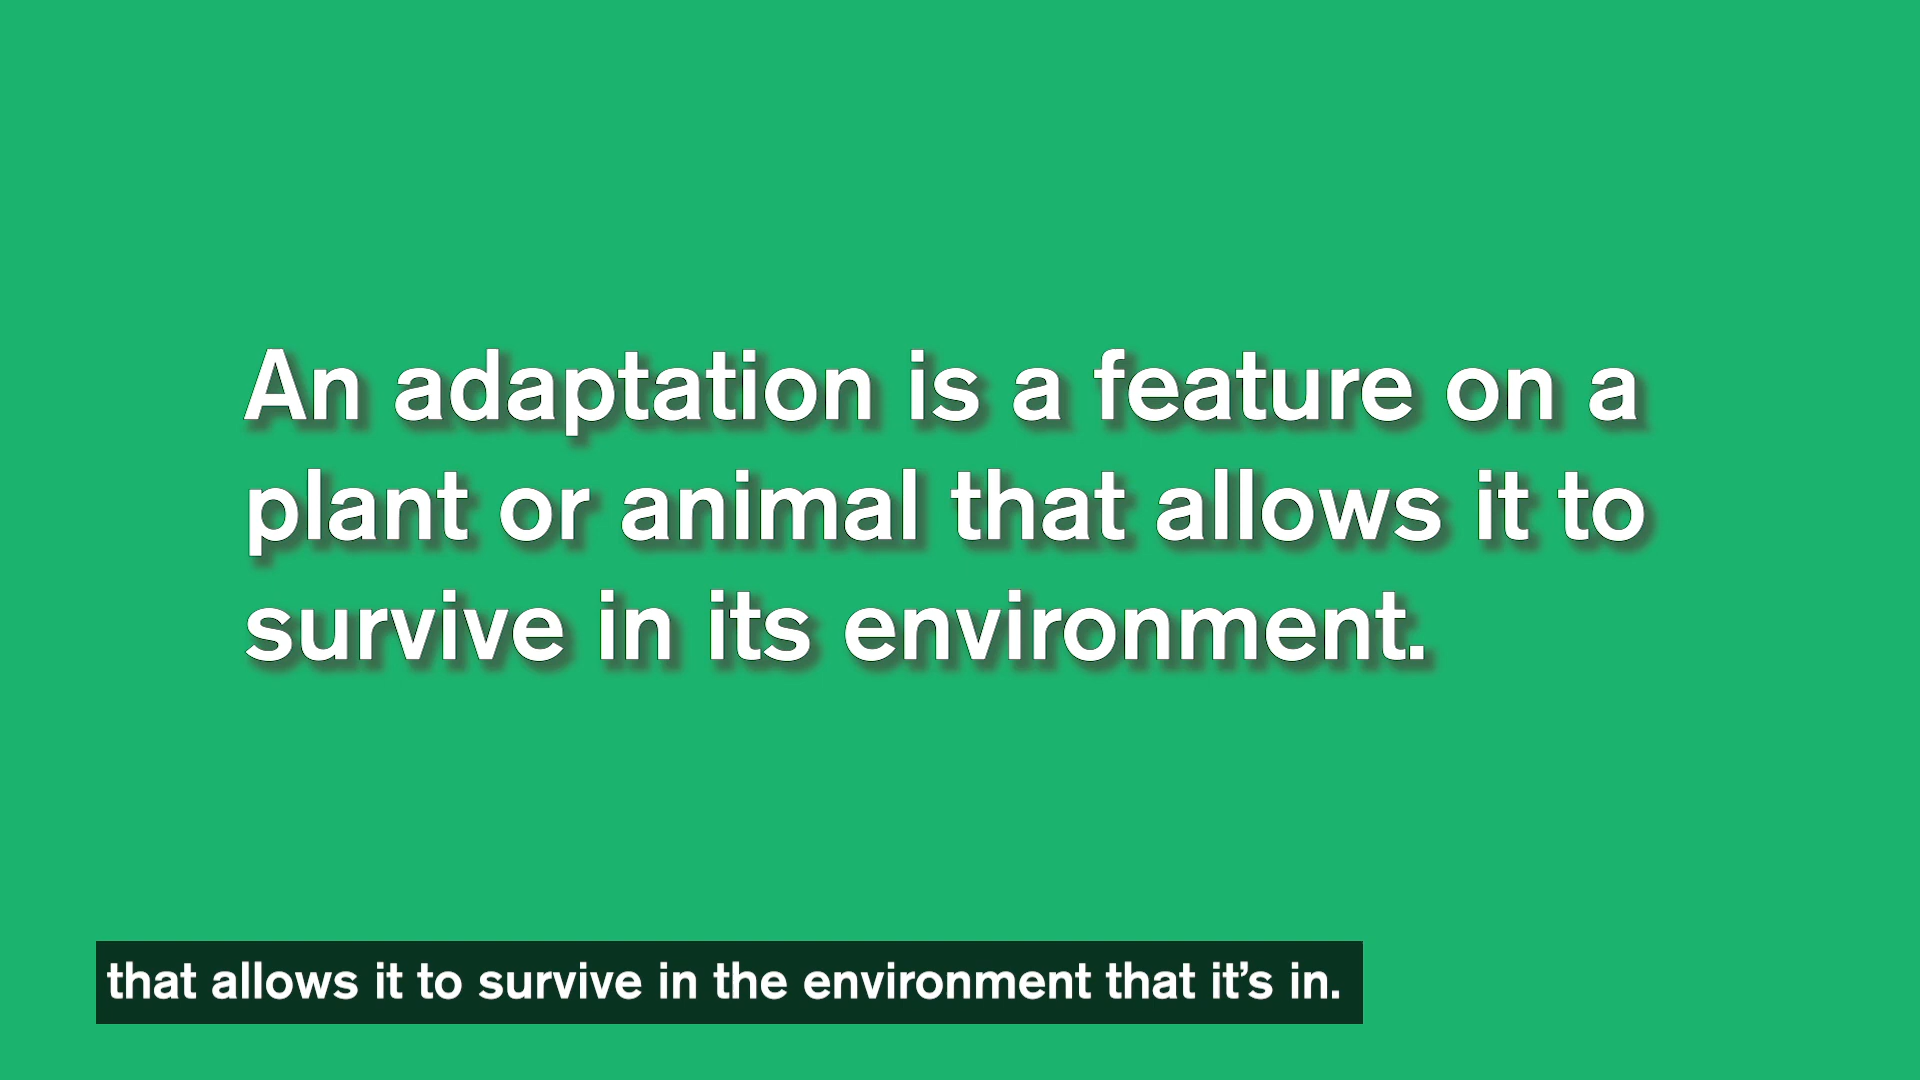 An adaptation is a feature on a
plant or animal that allows it to
survive in its environment.
that allows it to survive in the environment that it’s in.